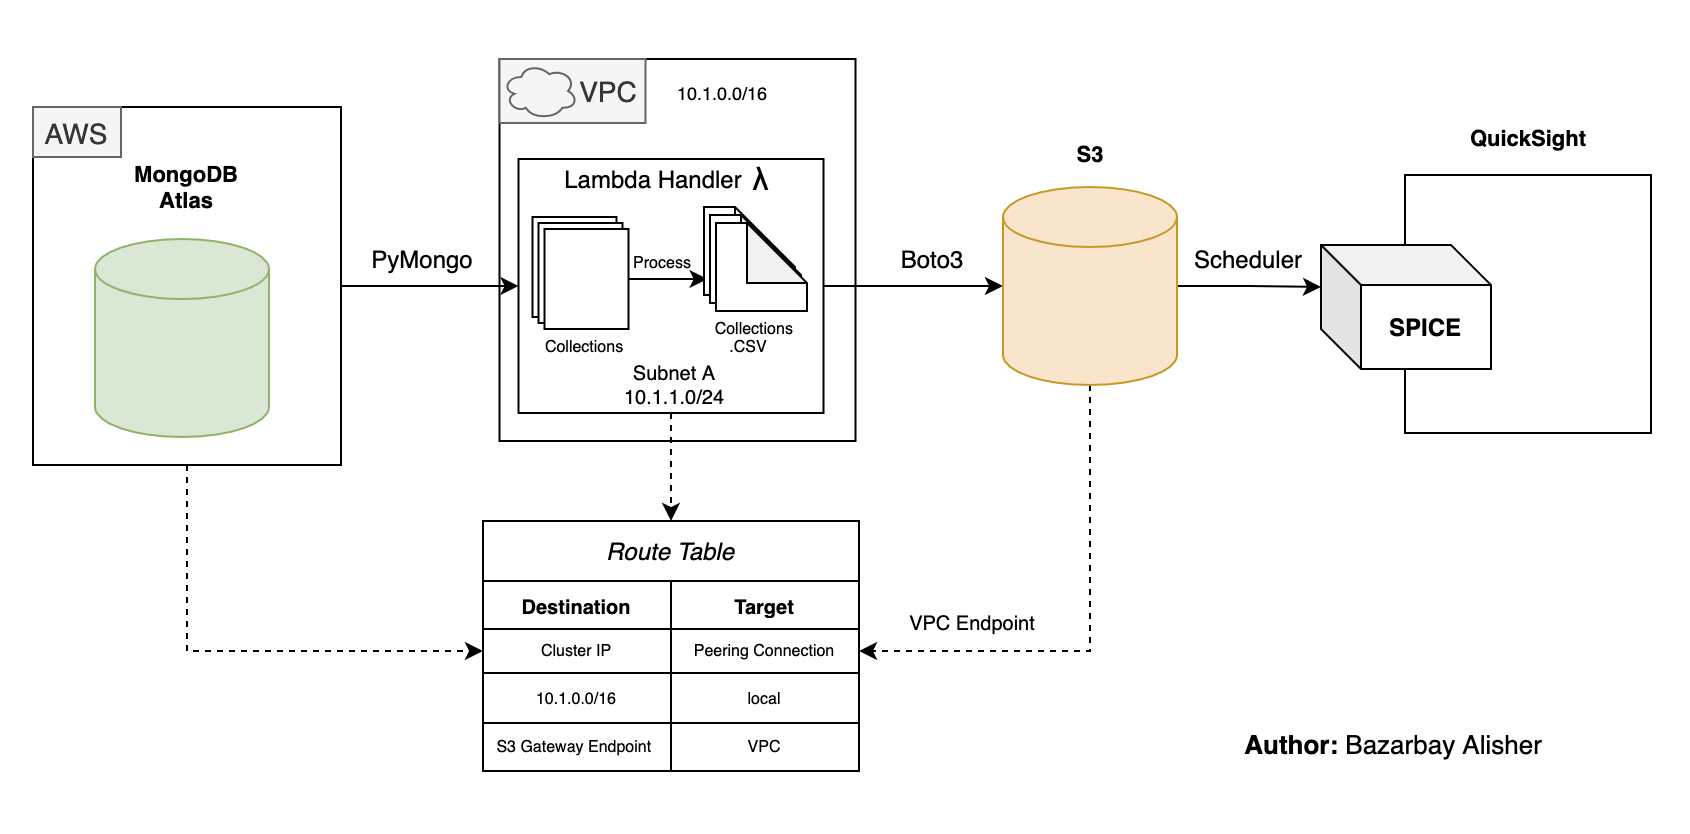 AWS
MongoDB
Atlas
PyMongo
VPC
10.1.0.0/16
Lambda Handler λ
Process
Collections
Collections
.CSV
Subnet A
10.1.1.0/24
Boto3
S3
Scheduler
QuickSight
SPICE
Route Table
Destination Target
Cluster IP Peering Connection
10.1.0.0/16 local
S3 Gateway Endpoint VPC
VPC Endpoint
Author: Bazarbay Alisher